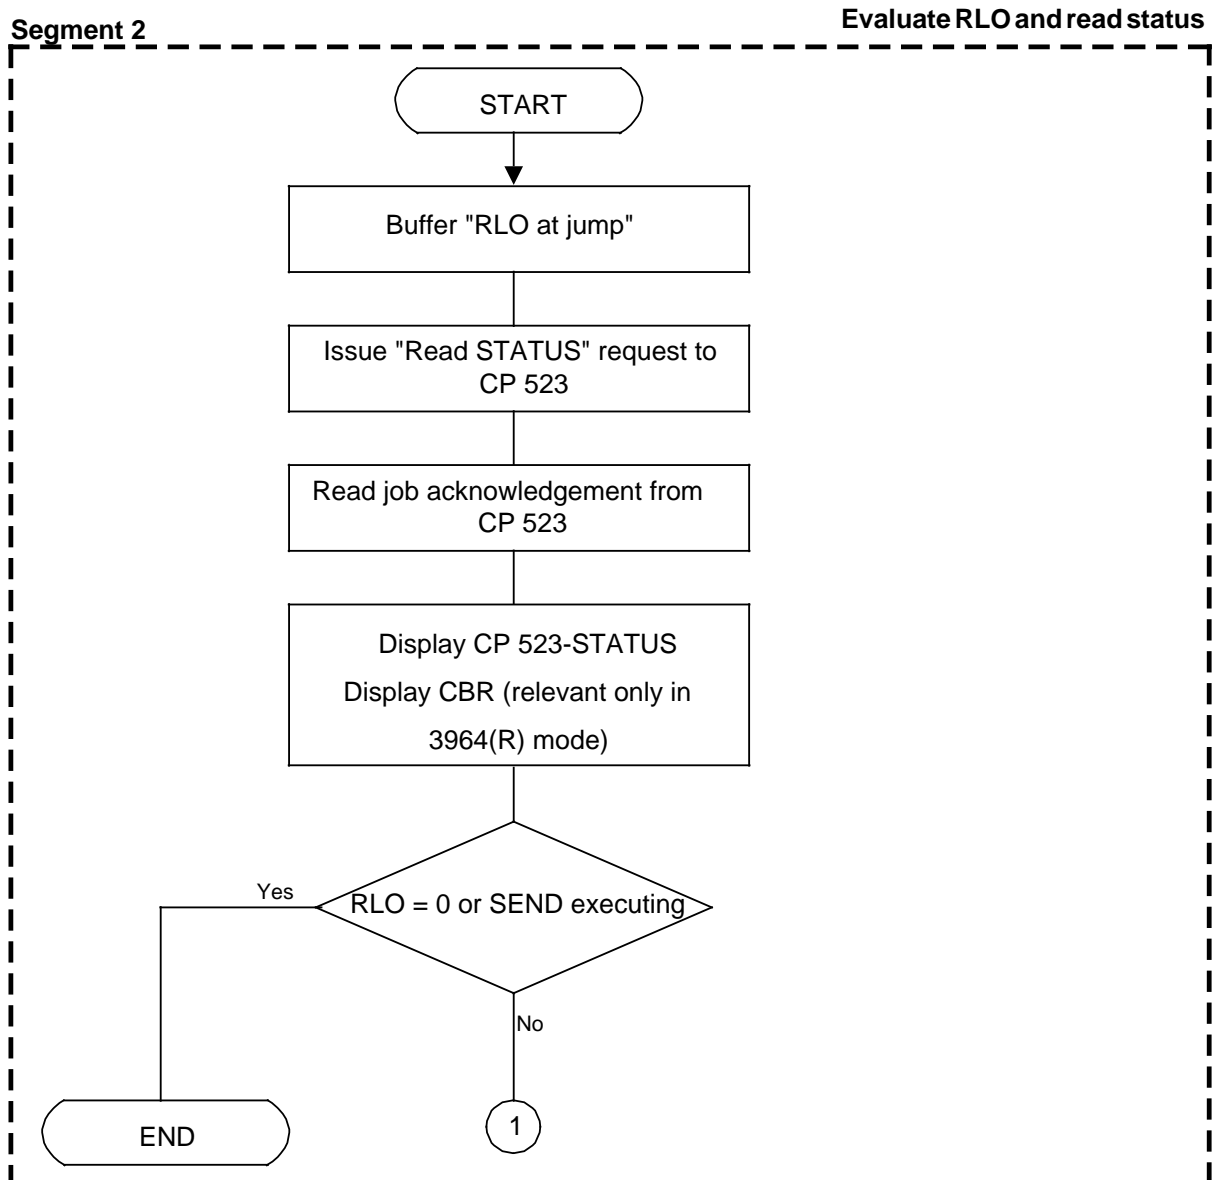 Segment 2
Evaluate RLO and read status
START
Buffer "RLO at jump"
Issue "Read STATUS" request to
CP 523
Read job acknowledgement from
CP 523
Display CP 523-STATUS
Display CBR (relevant only in
3964(R) mode)
Yes
RLO = 0 or SEND executing
No
END
1